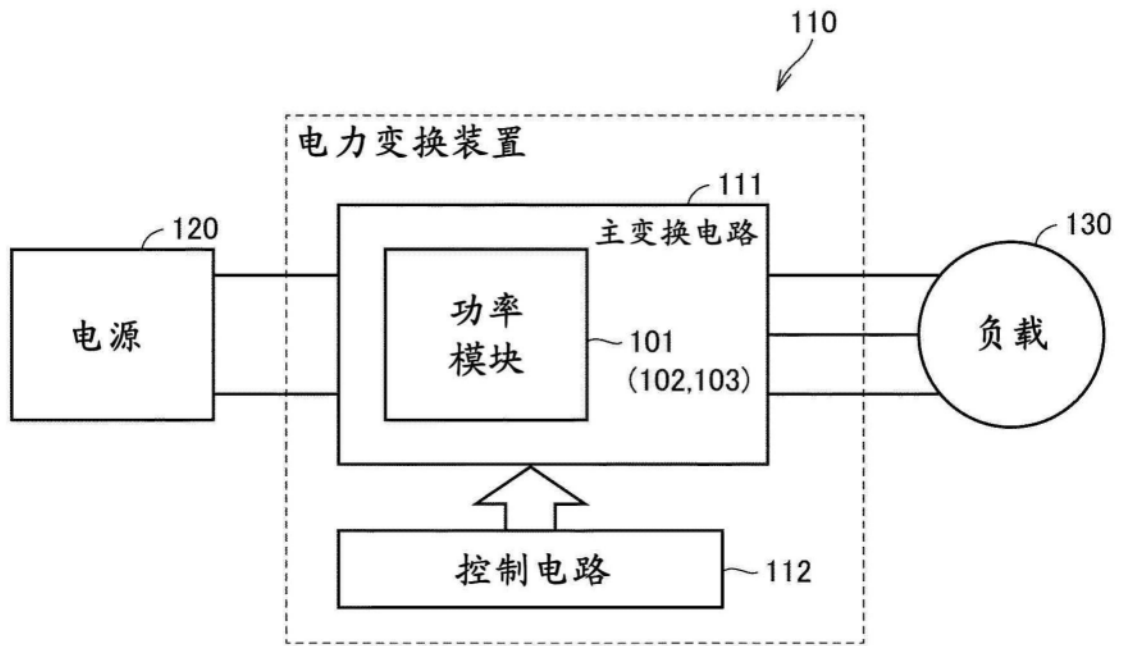 110
电力变换装置
111
主变换电路
120
130
电源
功率
模块
101
(102,103)
负载
控制电路
112